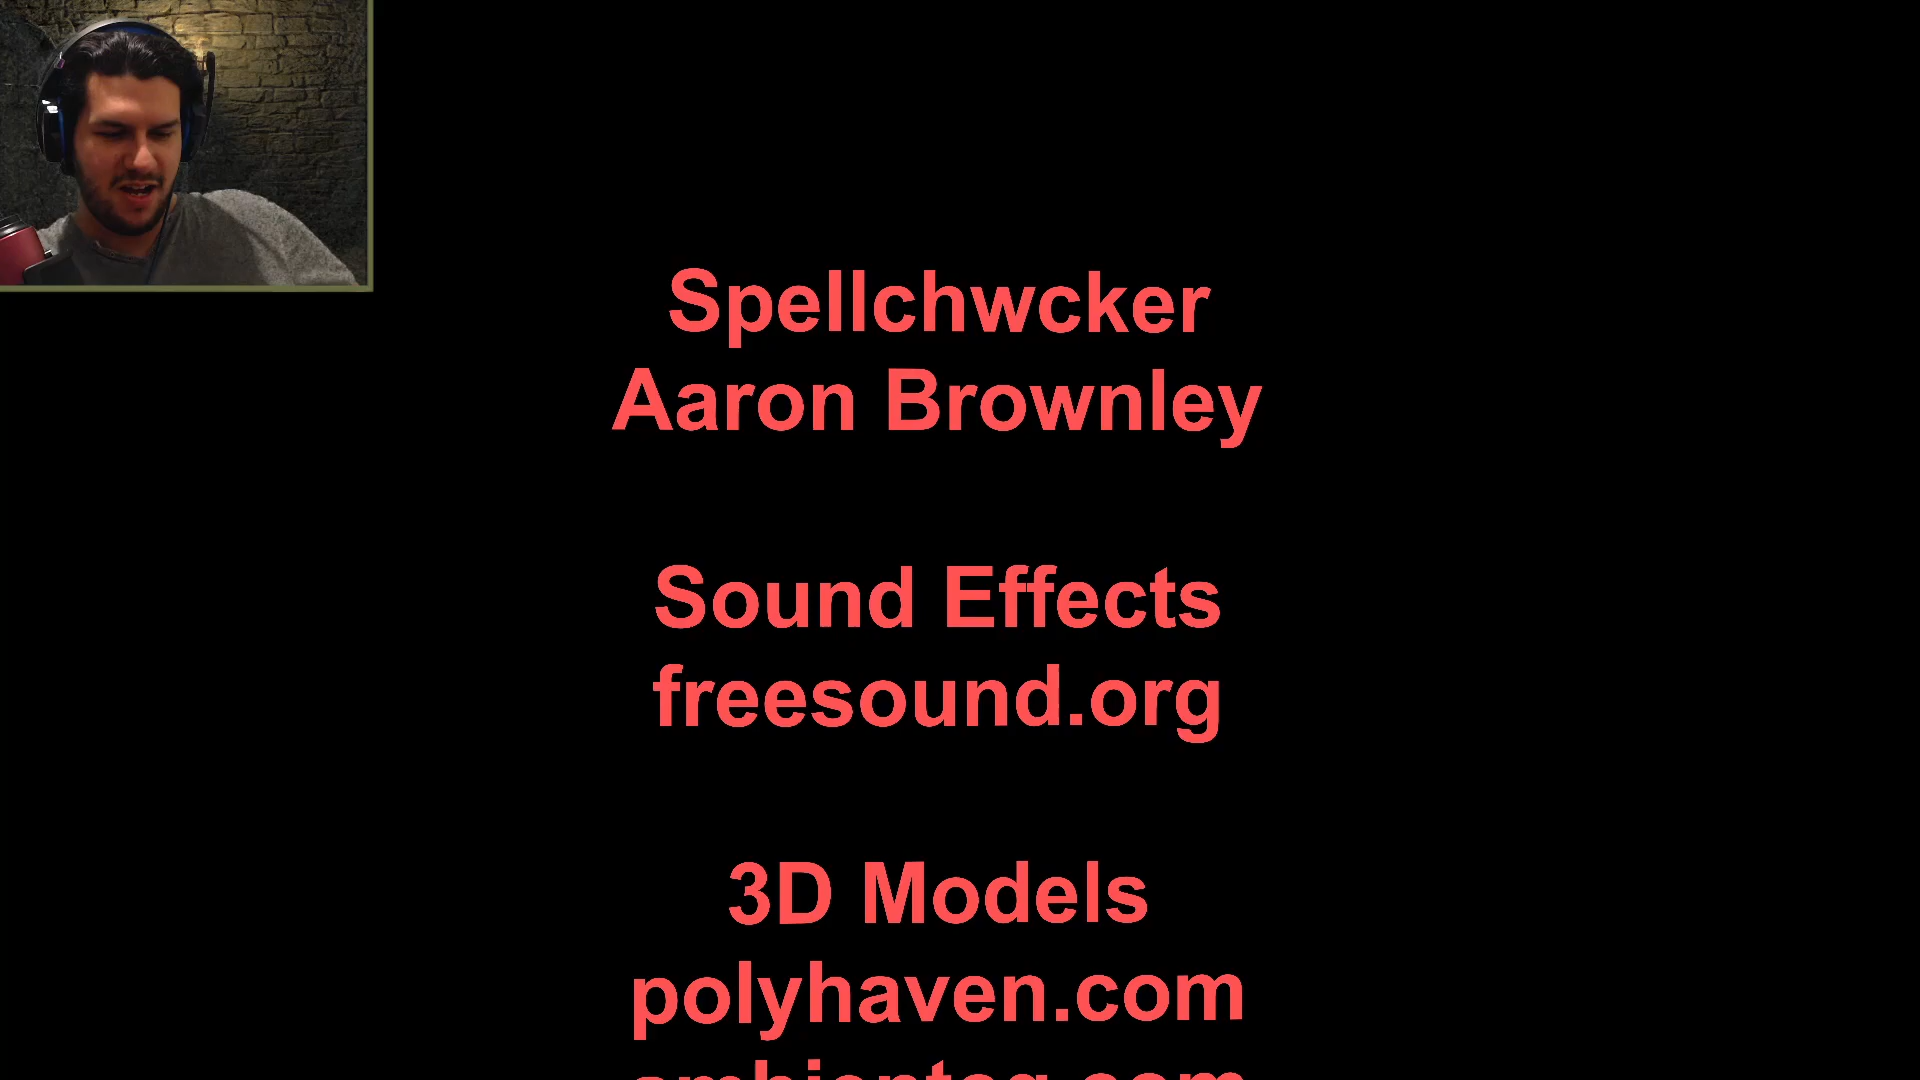 Spellchwcker
Aaron Brownley
Sound Effects
freesound.org
3D Models
polyhaven.com